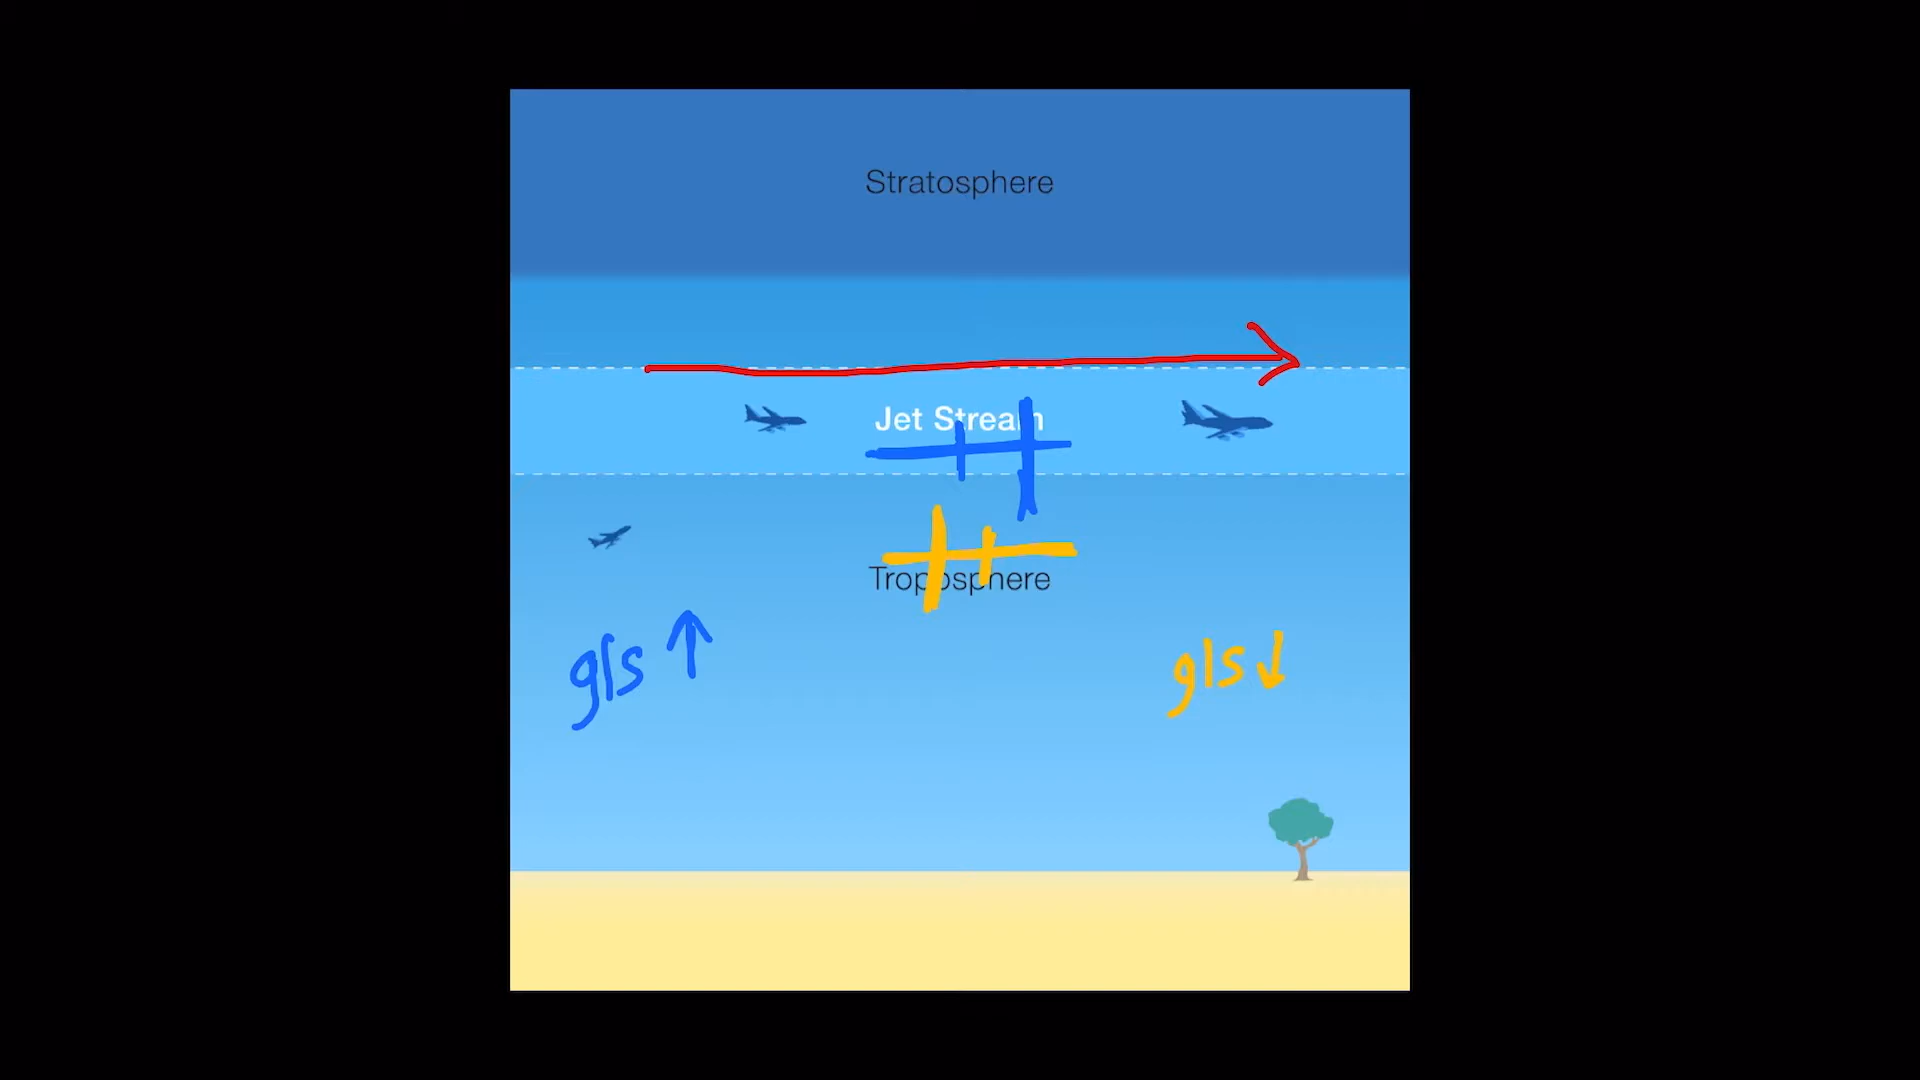 Stratosphere
Jet Stream
Troposphere
gls ↑
gls ↓